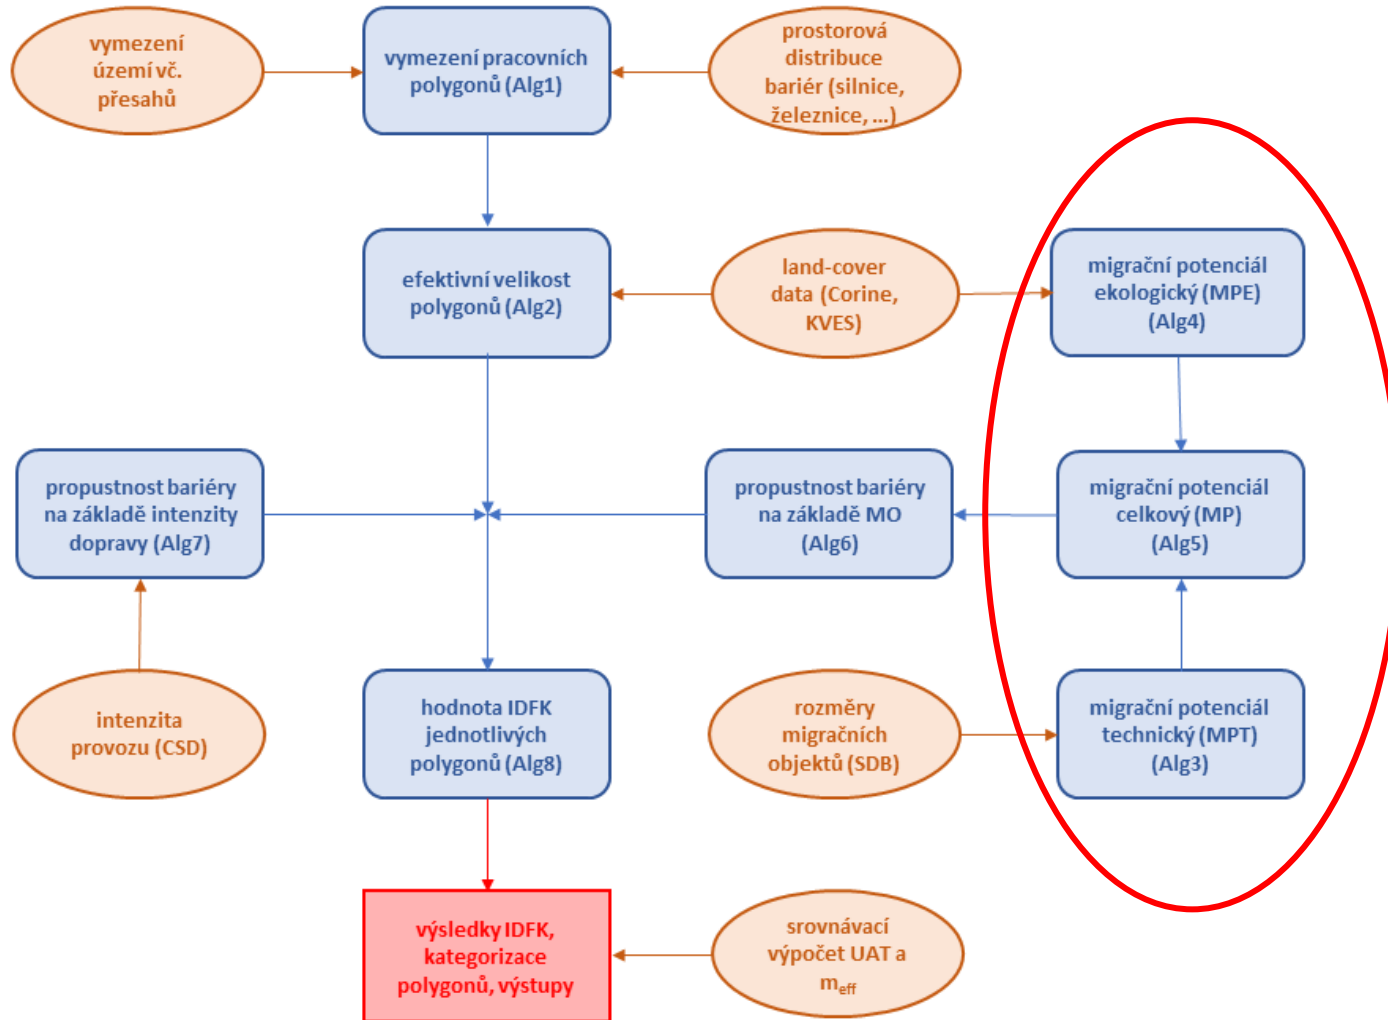 vymezení
území vč.
přesahů
vymezení pracovních
polygonů (Alg1)
prostorová
distribuce
bariér (silnice,
železnice, ...)
efektivní velikost
polygonů (Alg2)
land-cover
data (Corine,
KVES)
migrační potenciál
ekologický (MPE)
(Alg4)
propustnost bariéry
na základě intenzity
dopravy (Alg7)
propustnost bariéry
na základě MO
(Alg6)
migrační potenciál
celkový (MP)
(Alg5)
intenzita
provozu (CSD)
hodnota IDFK
jednotlivých
polygonů (Alg8)
rozměry
migračních
objektů (SDB)
migrační potenciál
technický (MPT)
(Alg3)
výsledky IDFK,
kategorizace
polygonů, výstupy
srovnávací
výpočet UAT a
meff